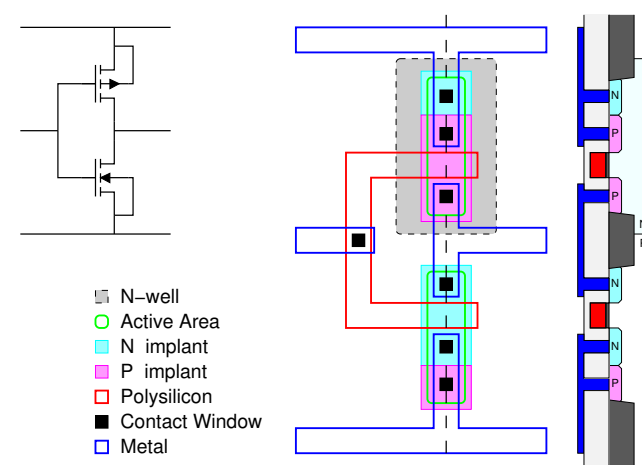 N
P
P
N−well
Active Area
N implant
P implant
Polysilicon
Contact Window
Metal
N
N
P